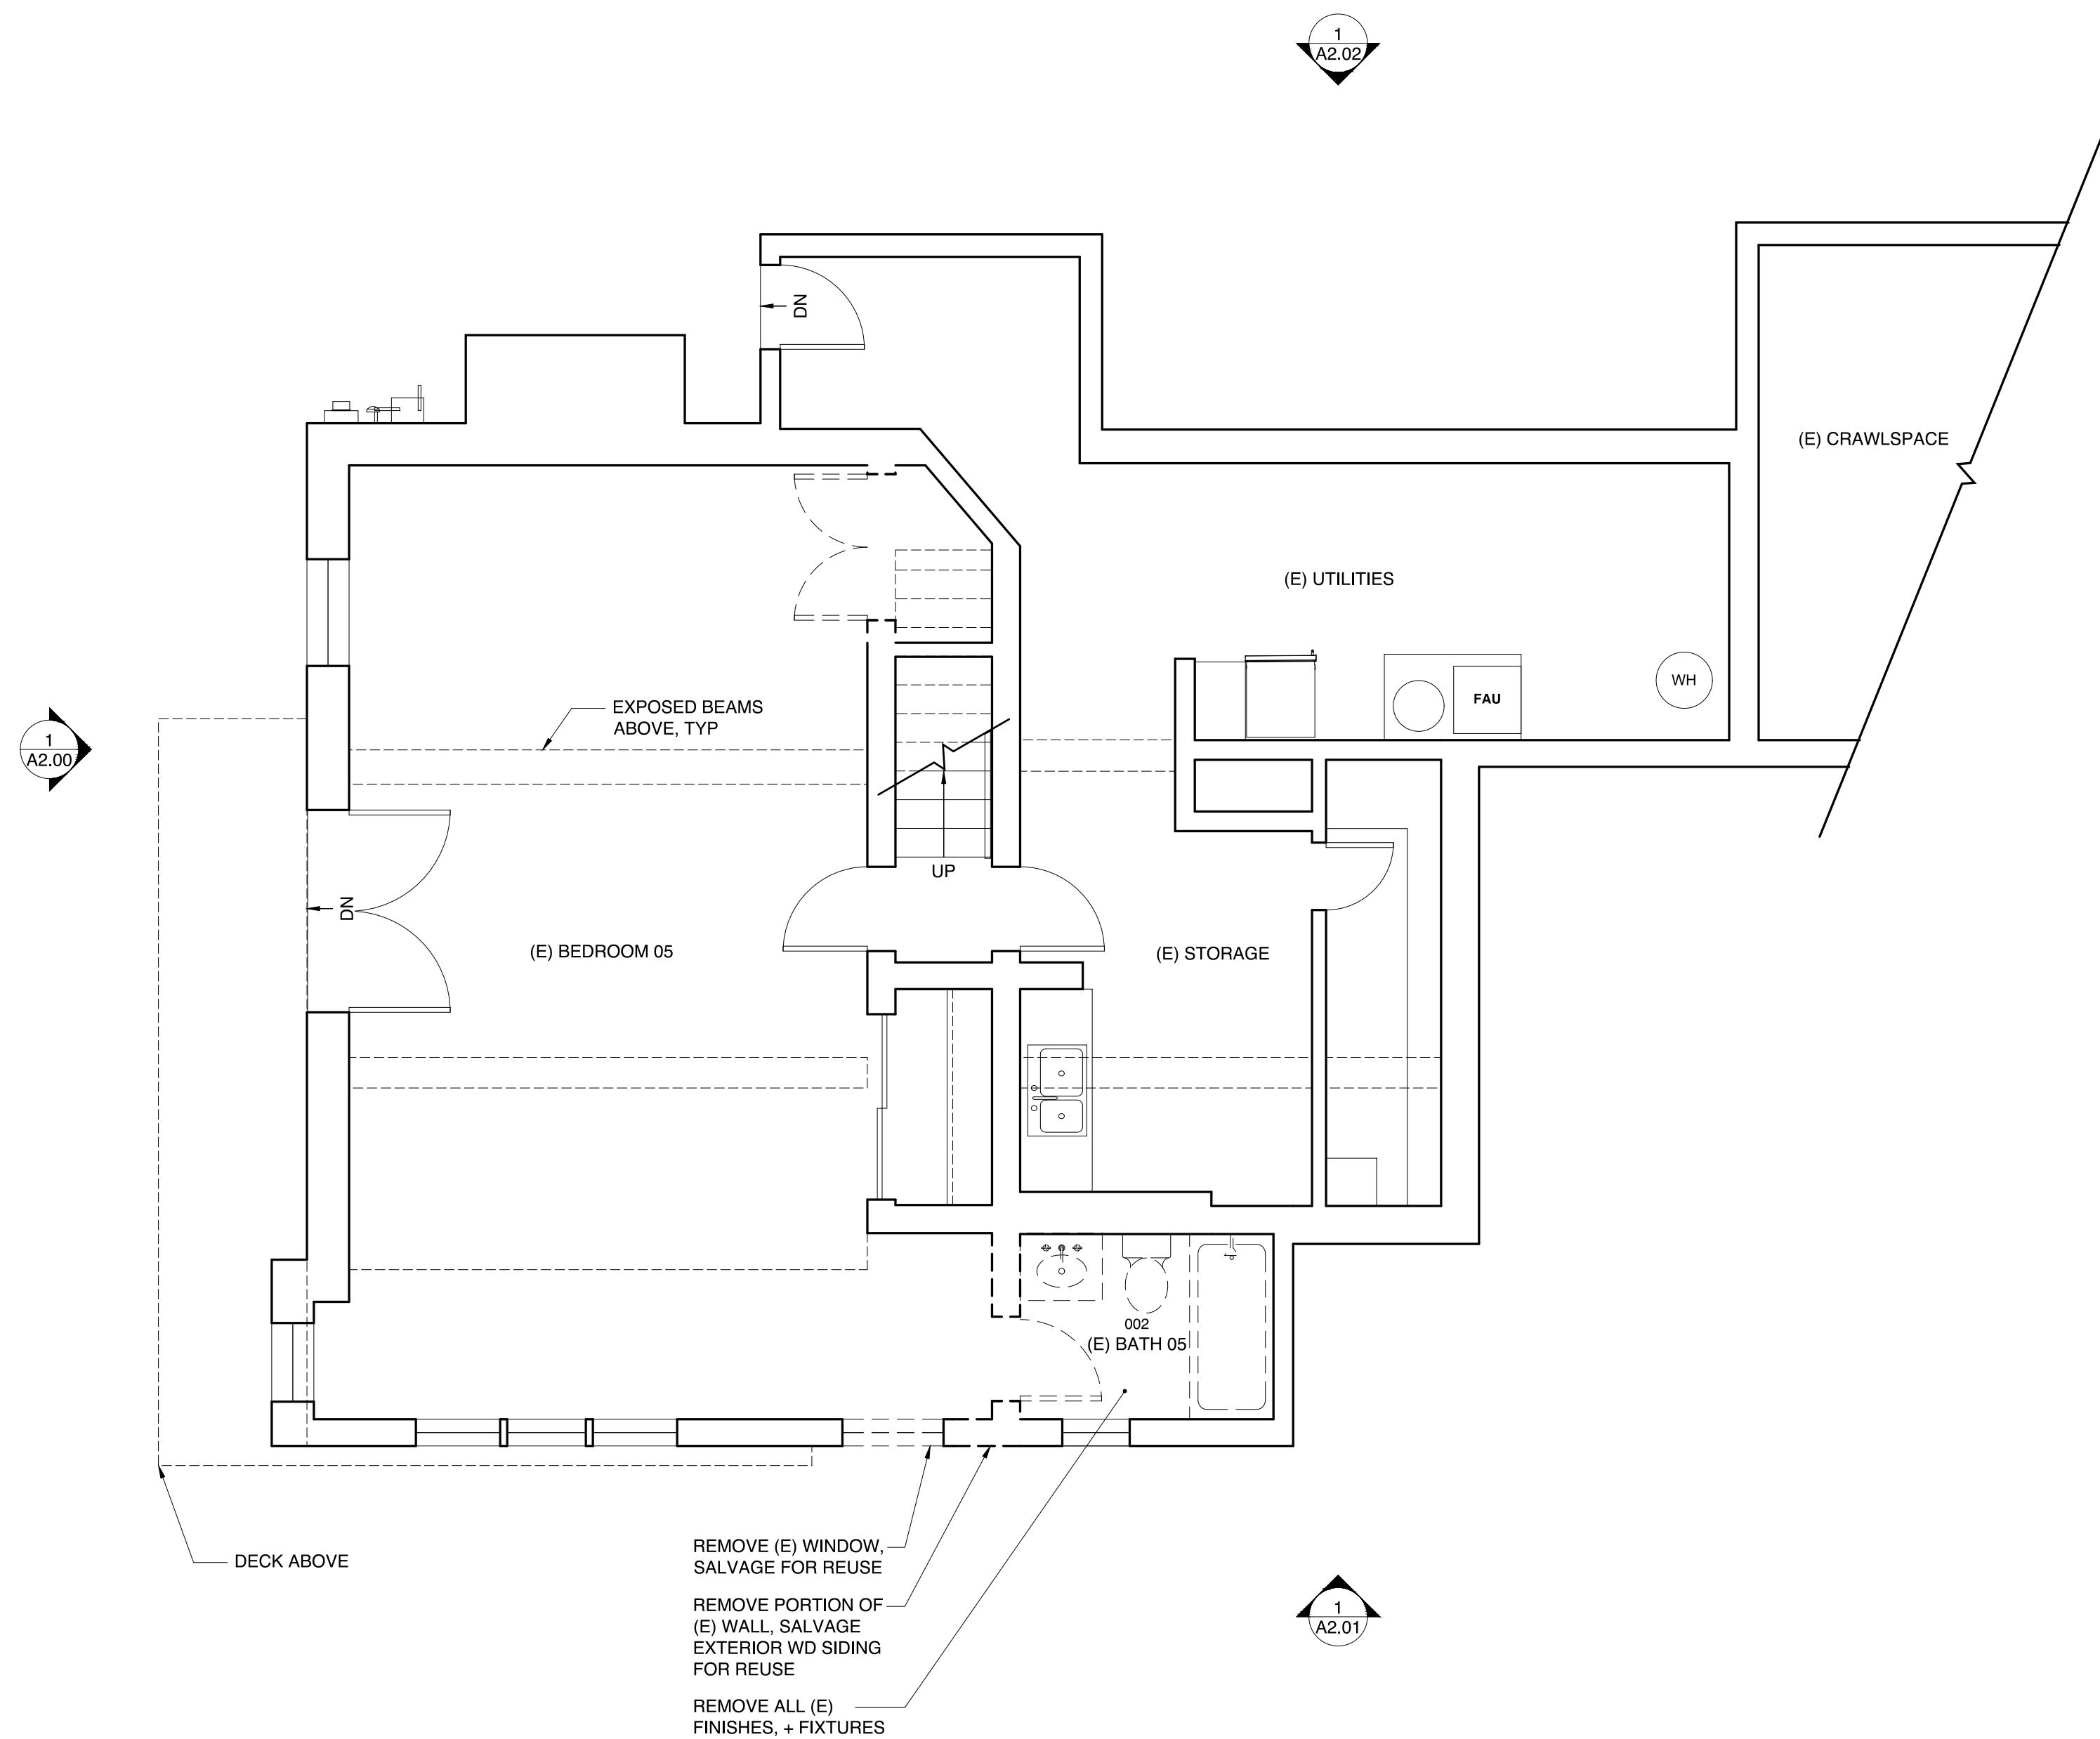 1
A2.02
DN
(E) CRAWLSPACE
(E) UTILITIES
WH
FAU
EXPOSED BEAMS
ABOVE, TYP
1
A2.00
UP
DN
(E) BEDROOM 05
(E) STORAGE
002
(E) BATH 05
DECK ABOVE
REMOVE (E) WINDOW,
SALVAGE FOR REUSE
REMOVE PORTION OF
(E) WALL, SALVAGE
EXTERIOR WD SIDING
FOR REUSE
REMOVE ALL (E)
FINISHES, + FIXTURES
1
A2.01